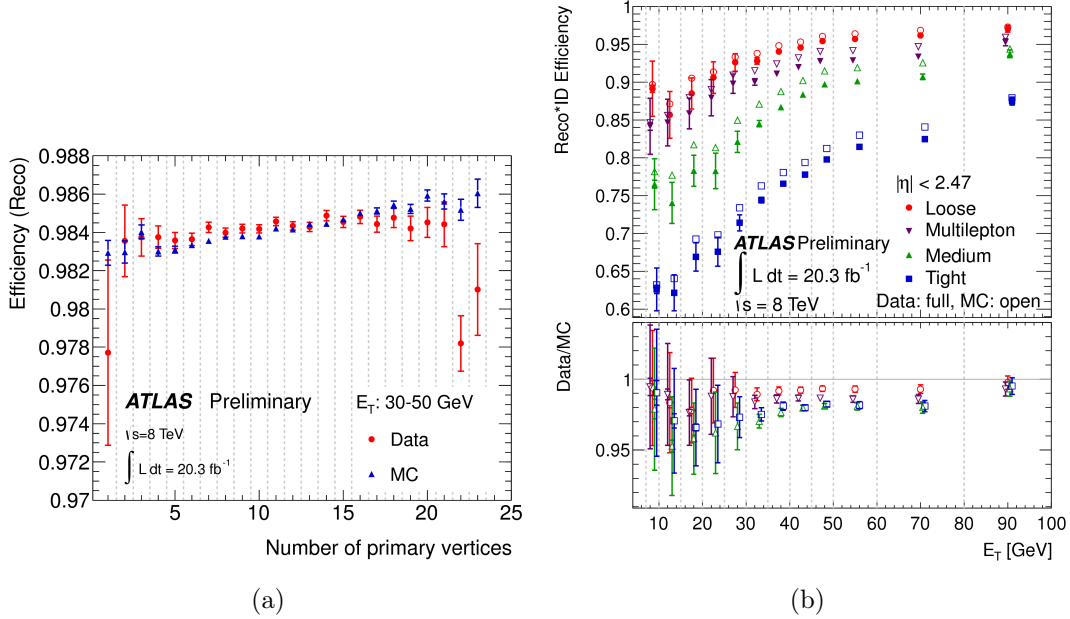 Efficiency (Reco)
0.988
0.986
0.984
0.982
0.98
0.978
0.976
0.974
0.972
0.97
ATLAS Preliminary
√s=8 TeV
∫ L dt = 20.3 fb⁻¹
E_T: 30-50 GeV
Data
MC
5 10 15 20 25
Number of primary vertices
(a)
Reco*ID Efficiency
1
0.95
0.9
0.85
0.8
0.75
0.7
0.65
0.6
|η| < 2.47
Loose
Multilepton
Medium
Tight
Data: full, MC: open
ATLAS Preliminary
∫ L dt = 20.3 fb⁻¹
√s = 8 TeV
Data/MC
1
0.95
10 20 30 40 50 60 70 80 90 100
E_T [GeV]
(b)